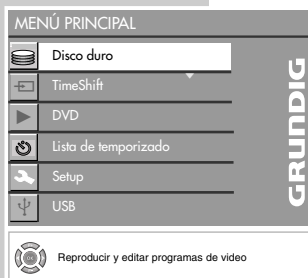 MENÚ PRINCIPAL
Disco duro
TimeShift
DVD
Lista de temporizado
Setup
USB
GRUNDIG
Reproducir y editar programas de video